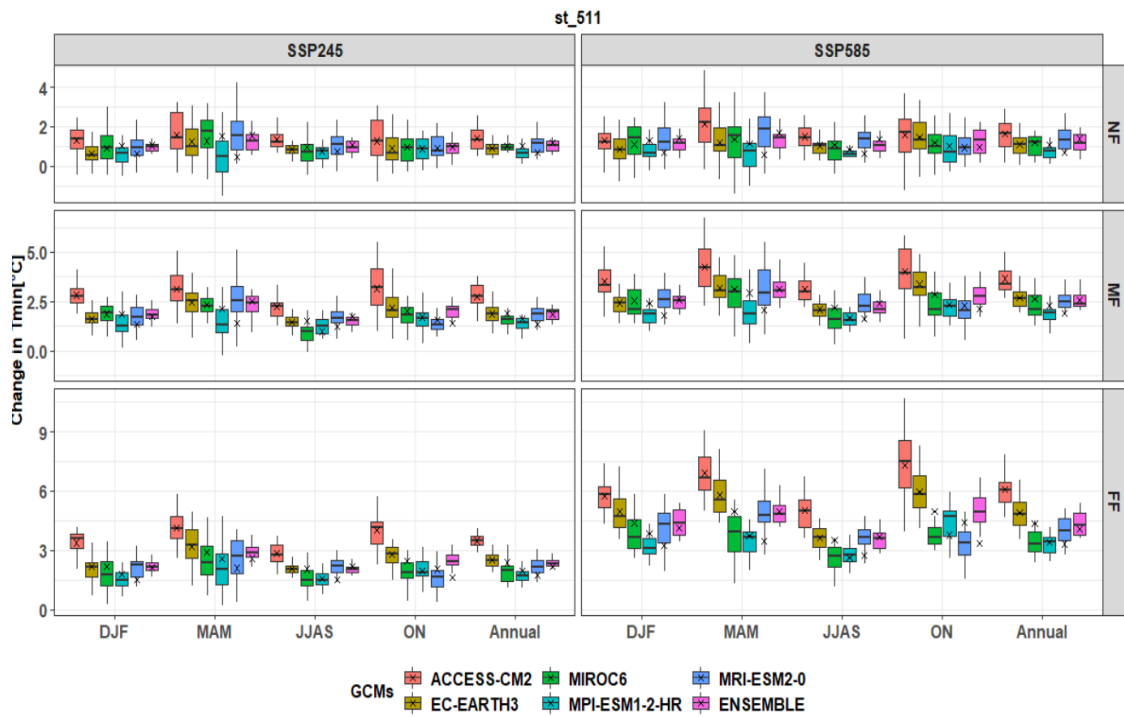 st_511
SSP245 SSP585
4
2
0
NF
5.0
2.5
0.0
MF
9
6
3
0
FF
Change in Tmin[°C]
DJF MAM JJAS ON Annual DJF MAM JJAS ON Annual
GCMs
ACCESS-CM2 MIROC6 MRI-ESM2-0
EC-EARTH3 MPI-ESM1-2-HR ENSEMBLE